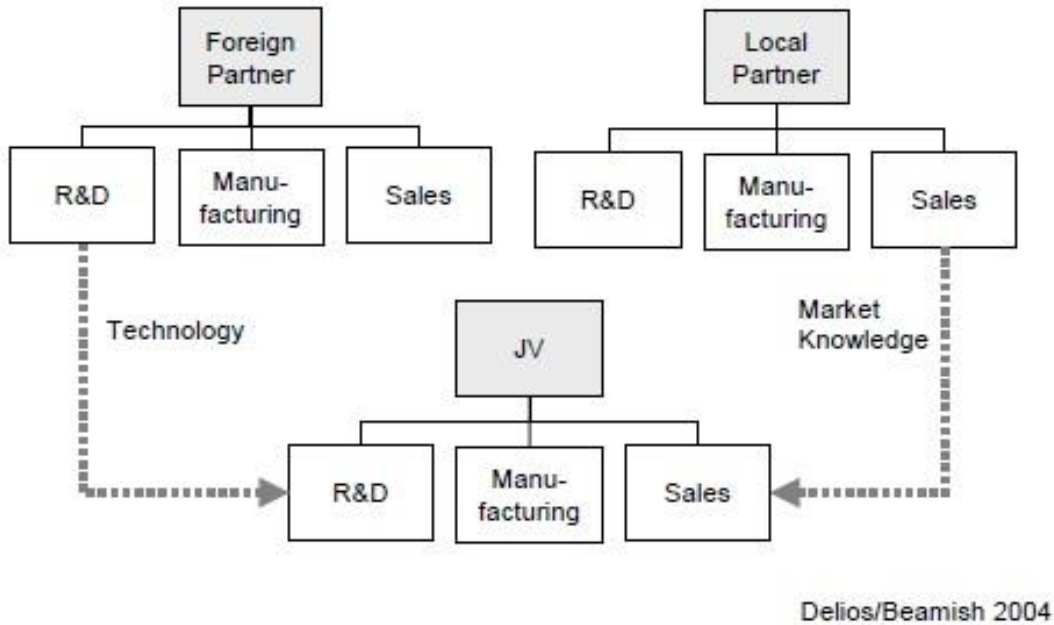 Foreign
Partner
Local
Partner
R&D
Manu-
facturing
Sales
R&D
Manu-
facturing
Sales
Technology
Market
Knowledge
JV
R&D
Manu-
facturing
Sales
Delios/Beamish 2004